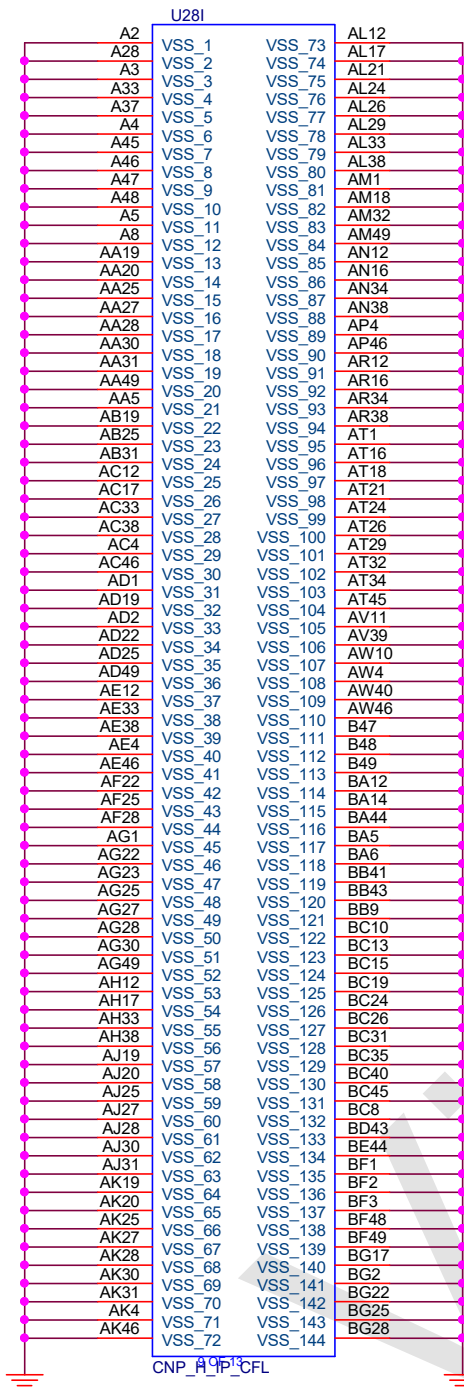 U28I
A2 VSS_1 VSS_73 AL12
A28 VSS_2 VSS_74 AL17
A3 VSS_3 VSS_75 AL21
A33 VSS_4 VSS_76 AL24
A37 VSS_5 VSS_77 AL26
A4 VSS_6 VSS_78 AL29
A45 VSS_7 VSS_79 AL33
A46 VSS_8 VSS_80 AL38
A47 VSS_9 VSS_81 AM1
A48 VSS_10 VSS_82 AM18
A5 VSS_11 VSS_83 AM32
A8 VSS_12 VSS_84 AM49
AA19 VSS_13 VSS_85 AN12
AA20 VSS_14 VSS_86 AN16
AA25 VSS_15 VSS_87 AN34
AA27 VSS_16 VSS_88 AN38
AA28 VSS_17 VSS_89 AP4
AA30 VSS_18 VSS_90 AP46
AA31 VSS_19 VSS_91 AR12
AA49 VSS_20 VSS_92 AR16
AA5 VSS_21 VSS_93 AR34
AB19 VSS_22 VSS_94 AR38
AB25 VSS_23 VSS_95 AT1
AB31 VSS_24 VSS_96 AT16
AC12 VSS_25 VSS_97 AT18
AC17 VSS_26 VSS_98 AT21
AC33 VSS_27 VSS_99 AT24
AC38 VSS_28 VSS_100 AT26
AC4 VSS_29 VSS_101 AT29
AC46 VSS_30 VSS_102 AT32
AD1 VSS_31 VSS_103 AT34
AD19 VSS_32 VSS_104 AT45
AD2 VSS_33 VSS_105 AV11
AD22 VSS_34 VSS_106 AV39
AD25 VSS_35 VSS_107 AW10
AD49 VSS_36 VSS_108 AW4
AE12 VSS_37 VSS_109 AW40
AE33 VSS_38 VSS_110 AW46
AE38 VSS_39 VSS_111 B47
AE4 VSS_40 VSS_112 B48
AE46 VSS_41 VSS_113 B49
AF22 VSS_42 VSS_114 BA12
AF25 VSS_43 VSS_115 BA14
AF28 VSS_44 VSS_116 BA44
AG1 VSS_45 VSS_117 BA5
AG22 VSS_46 VSS_118 BA6
AG23 VSS_47 VSS_119 BB41
AG25 VSS_48 VSS_120 BB43
AG27 VSS_49 VSS_121 BB9
AG28 VSS_50 VSS_122 BC10
AG30 VSS_51 VSS_123 BC13
AG49 VSS_52 VSS_124 BC15
AH12 VSS_53 VSS_125 BC19
AH17 VSS_54 VSS_126 BC24
AH33 VSS_55 VSS_127 BC26
AH38 VSS_56 VSS_128 BC31
AJ19 VSS_57 VSS_129 BC35
AJ20 VSS_58 VSS_130 BC40
AJ25 VSS_59 VSS_131 BC45
AJ27 VSS_60 VSS_132 BC8
AJ28 VSS_61 VSS_133 BD43
AJ30 VSS_62 VSS_134 BE44
AJ31 VSS_63 VSS_135 BF1
AK19 VSS_64 VSS_136 BF2
AK20 VSS_65 VSS_137 BF3
AK25 VSS_66 VSS_138 BF48
AK27 VSS_67 VSS_139 BF49
AK28 VSS_68 VSS_140 BG17
AK30 VSS_69 VSS_141 BG2
AK31 VSS_70 VSS_142 BG22
AK4 VSS_71 VSS_143 BG25
AK46 VSS_72 VSS_144 BG28
9 OF 13
CNP_H_IP_CFL